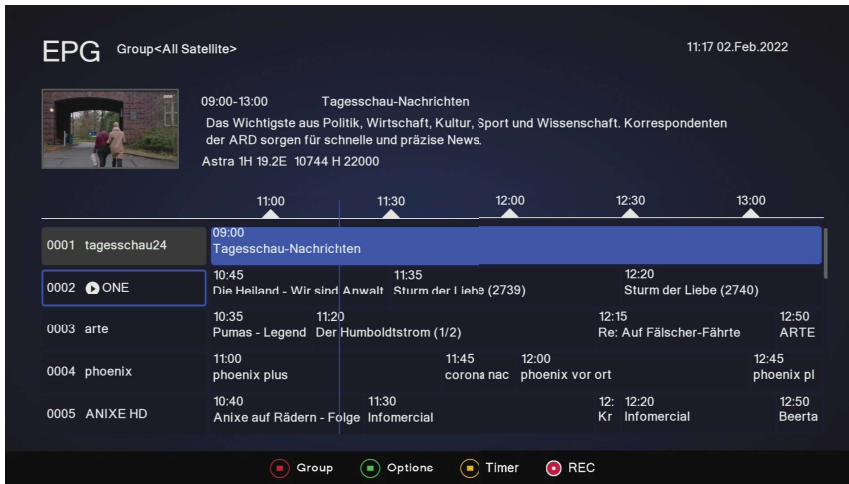 EPG Group<All Satellite> 11:17 02.Feb.2022
09:00-13:00 Tagesschau-Nachrichten
Das Wichtigste aus Politik, Wirtschaft, Kultur, Sport und Wissenschaft. Korrespondenten
der ARD sorgen für schnelle und präzise News.
Astra 1H 19.2E 10744 H 22000
11:00 11:30 12:00 12:30 13:00
09:00
0001 tagesschau24 Tagesschau-Nachrichten
10:45 11:35 12:20
0002 ONE Die Heiland - Wir sind Anwalt Sturm der Liebe (2739) Sturm der Liebe (2740)
10:35 11:20 12:15 12:50
0003 arte Pumas - Legend Der Humboldtstrom (1/2) Re: Auf Fälscher-Fährte ARTE
11:00 11:45 12:00 12:45
0004 phoenix phoenix plus corona nac phoenix vor ort phoenix pl
10:40 11:30 12: 12:20 12:50
0005 ANIXE HD Anixe auf Rädern - Folge Infomercial Kr Infomercial Beerta
Group Options Timer REC